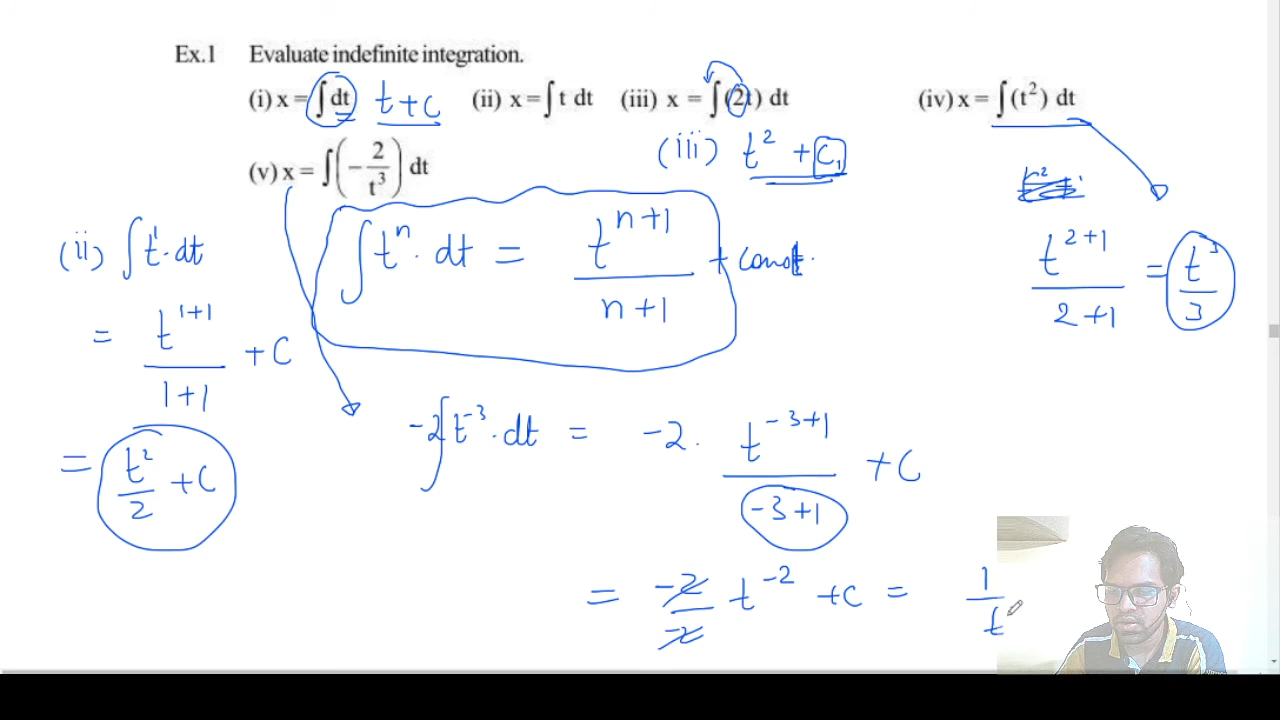 Ex.1 Evaluate indefinite integration.
(i) x = ∫ dt t + C (ii) x = ∫ t dt (iii) x = ∫ (2t) dt (iv) x = ∫ (t²) dt
(iii) t² + C₁
(v) x = ∫ (-2/t³) dt
(ii) ∫ t¹ · dt
∫ tⁿ · dt = tⁿ⁺¹/(n+1) + const.
t²⁺¹/(2+1) = t³/3
= t¹⁺¹/(1+1) + C
= t²/2 + C
-2∫ t⁻³ · dt = -2 · t⁻³⁺¹/(-3+1) + C
= -2/-2 t⁻² + C = 1/t